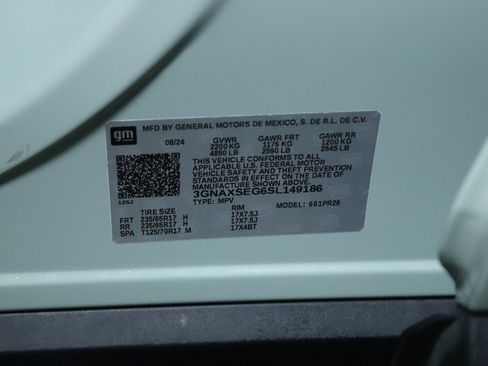 gm
MFD BY GENERAL MOTORS DE MEXICO, S. DE R.L. DE C.V.
08/24 GVWR GAWR FRT GAWR RR
2200 KG 1175 KG 1200 KG
4850 LB 2590 LB 2645 LB
THIS VEHICLE CONFORMS TO ALL
APPLICABLE U.S. FEDERAL MOTOR
VEHICLE SAFETY AND THEFT PREVENTION
STANDARDS IN EFFECT ON THE DATE OF
MANUFACTURE SHOWN ABOVE.
3GNAXSEG6SL149186
TYPE: MPV MODEL: 661PR26
125J
TIRE SIZE RIM
FRT 235/65R17 H 17X7.5J
RR 235/65R17 H 17X7.5J
SPA T125/70R17 M 17X4BT